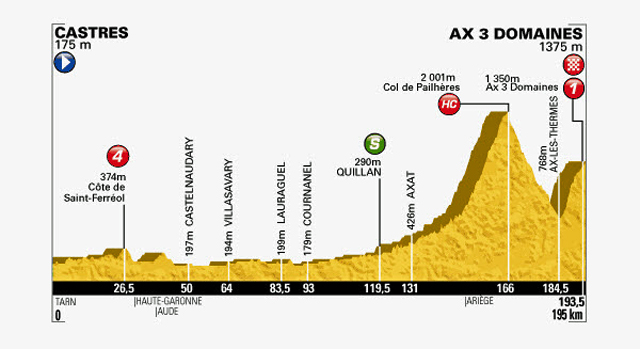 CASTRES
175 m
AX 3 DOMAINES
1375 m
2 001m
Col de Pailhères
HC
1 350m
Ax 3 Domaines
1
4
374m
Côte de
Saint-Ferréol
197m CASTELNAUDARY
194m VILLASAVARY
199m LAURAGUEL
179m COURNANEL
S
290m
QUILLAN
426m AXAT
768m
AX-LES-THERMES
26,5
50
64
83,5
93
119,5
131
166
184,5
193,5
TARN
|HAUTE-GARONNE
|AUDE
|ARIÈGE
0
195 km